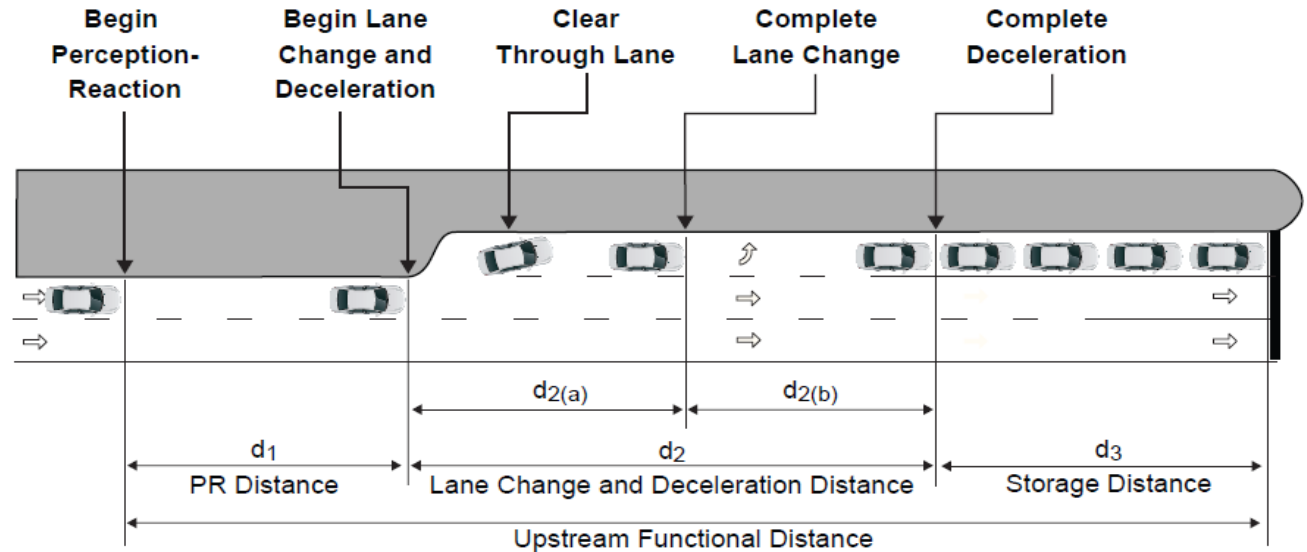 Begin
Perception-
Reaction
Begin Lane
Change and
Deceleration
Clear
Through Lane
Complete
Lane Change
Complete
Deceleration
d2(a)
d2(b)
d1
d2
d3
PR Distance
Lane Change and Deceleration Distance
Storage Distance
Upstream Functional Distance